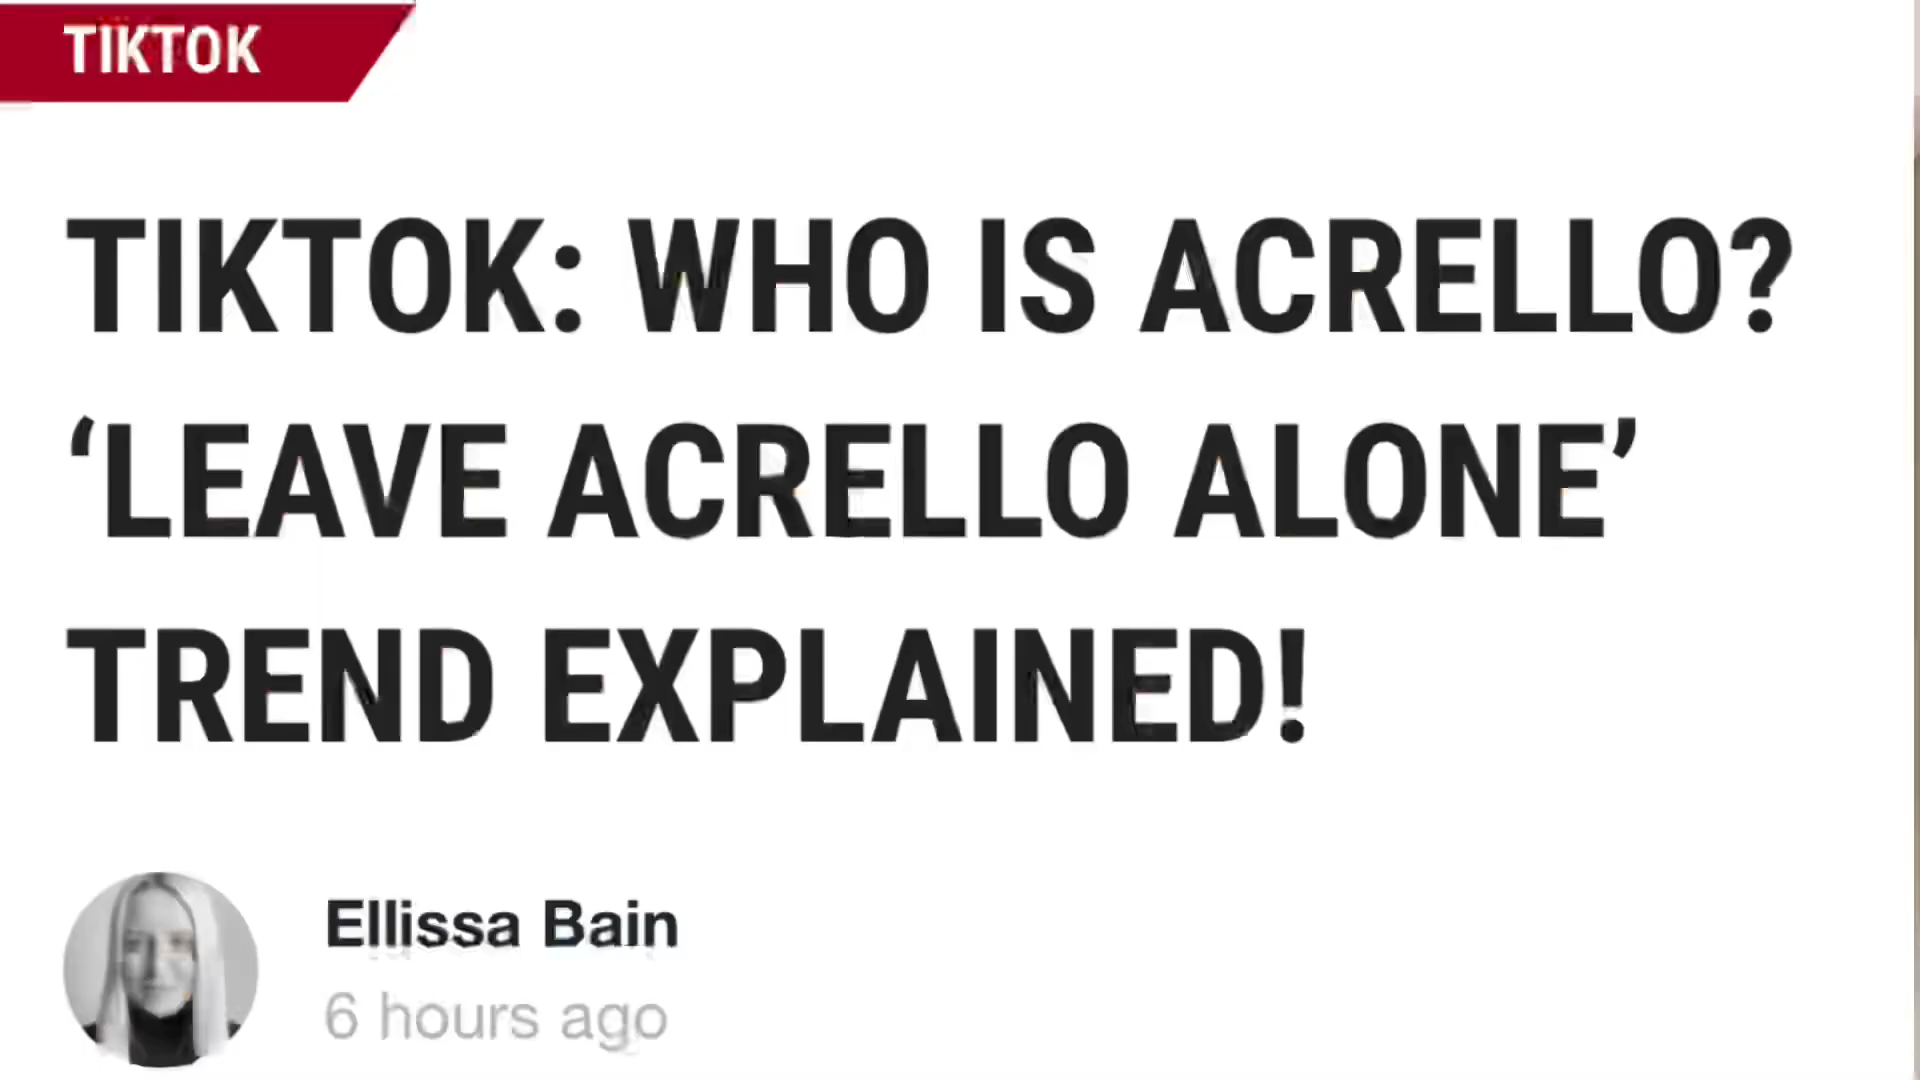 TIKTOK
TIKTOK: WHO IS ACRELLO?
‘LEAVE ACRELLO ALONE’
TREND EXPLAINED!
Ellissa Bain
6 hours ago